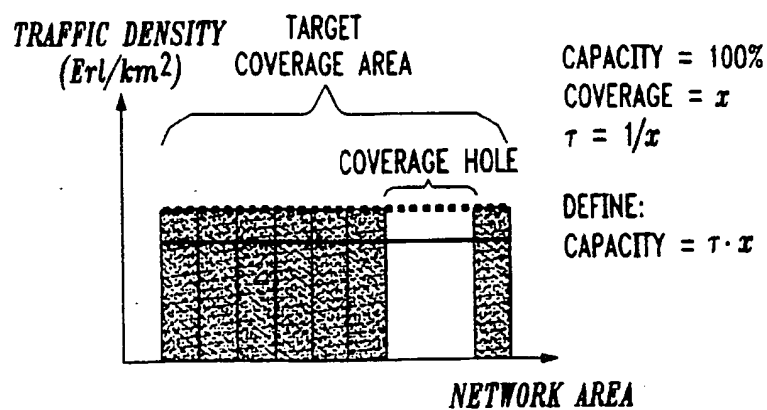 TRAFFIC DENSITY
(Erl/km²)
TARGET
COVERAGE AREA
COVERAGE HOLE
CAPACITY = 100%
COVERAGE = x
τ = 1/x
DEFINE:
CAPACITY = τ · x
NETWORK AREA